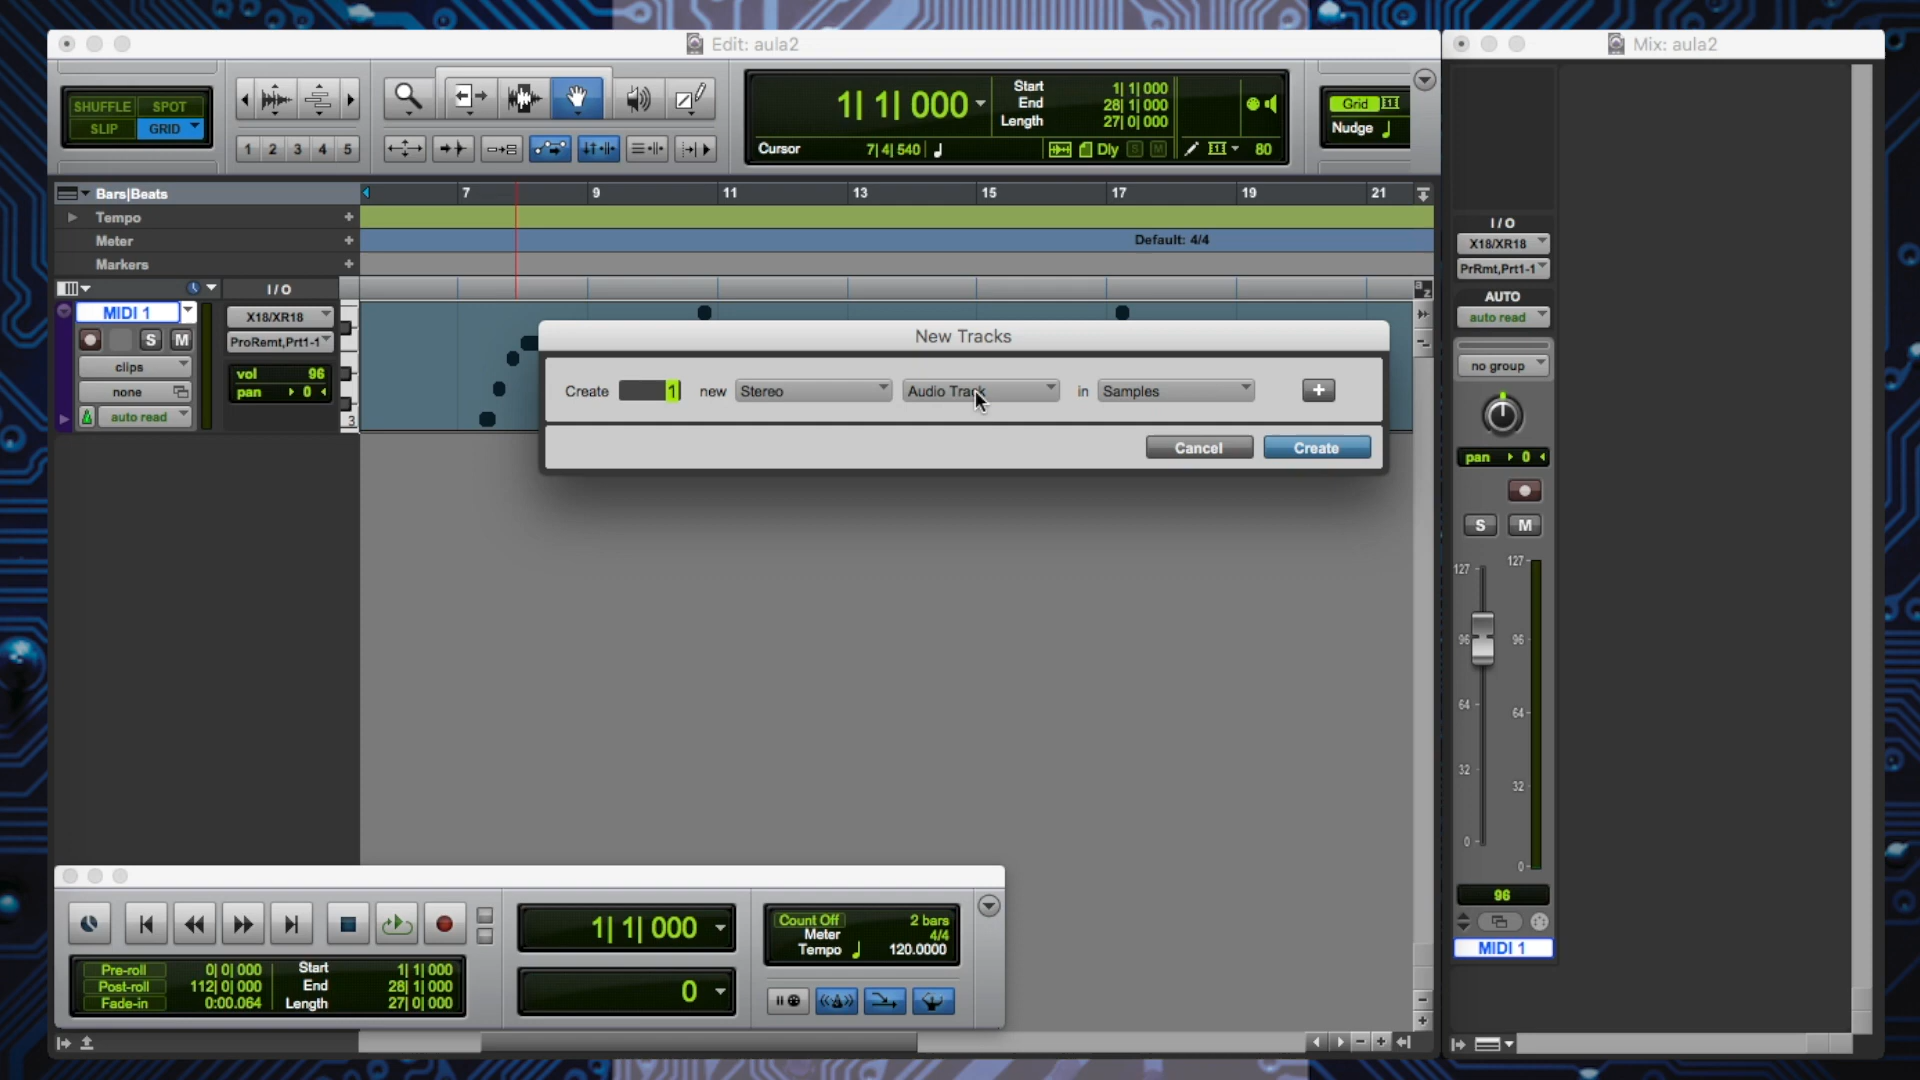 Edit: aula2
Mix: aula2
SHUFFLE SPOT
SLIP GRID
1 2 3 4 5
1| 1| 000
Start 1| 1| 000
End 28| 1| 000
Length 27| 0| 000
Cursor 7| 4| 540
Dly S M
80
Grid
Nudge
Bars|Beats
7 9 11 13 15 17 19 21
Tempo
Meter
Default: 4/4
Markers
I/O
a z
MIDI 1
S M
clips
none
auto read
X18/XR18
ProRemt,Prt1-1
vol 96
pan 0
3
New Tracks
Create 1 new Stereo Audio Track in Samples +
Cancel Create
I/O
X18/XR18
PrRmt,Prt1-1
AUTO
auto read
no group
pan 0
S M
127 127
96 96
64 64
32 32
0 0
96
MIDI 1
1| 1| 000
0
Count Off 2 bars
Meter 4/4
Tempo 120.0000
Pre-roll 0| 0| 000
Post-roll 112| 0| 000
Fade-in 0:00.064
Start 1| 1| 000
End 28| 1| 000
Length 27| 0| 000